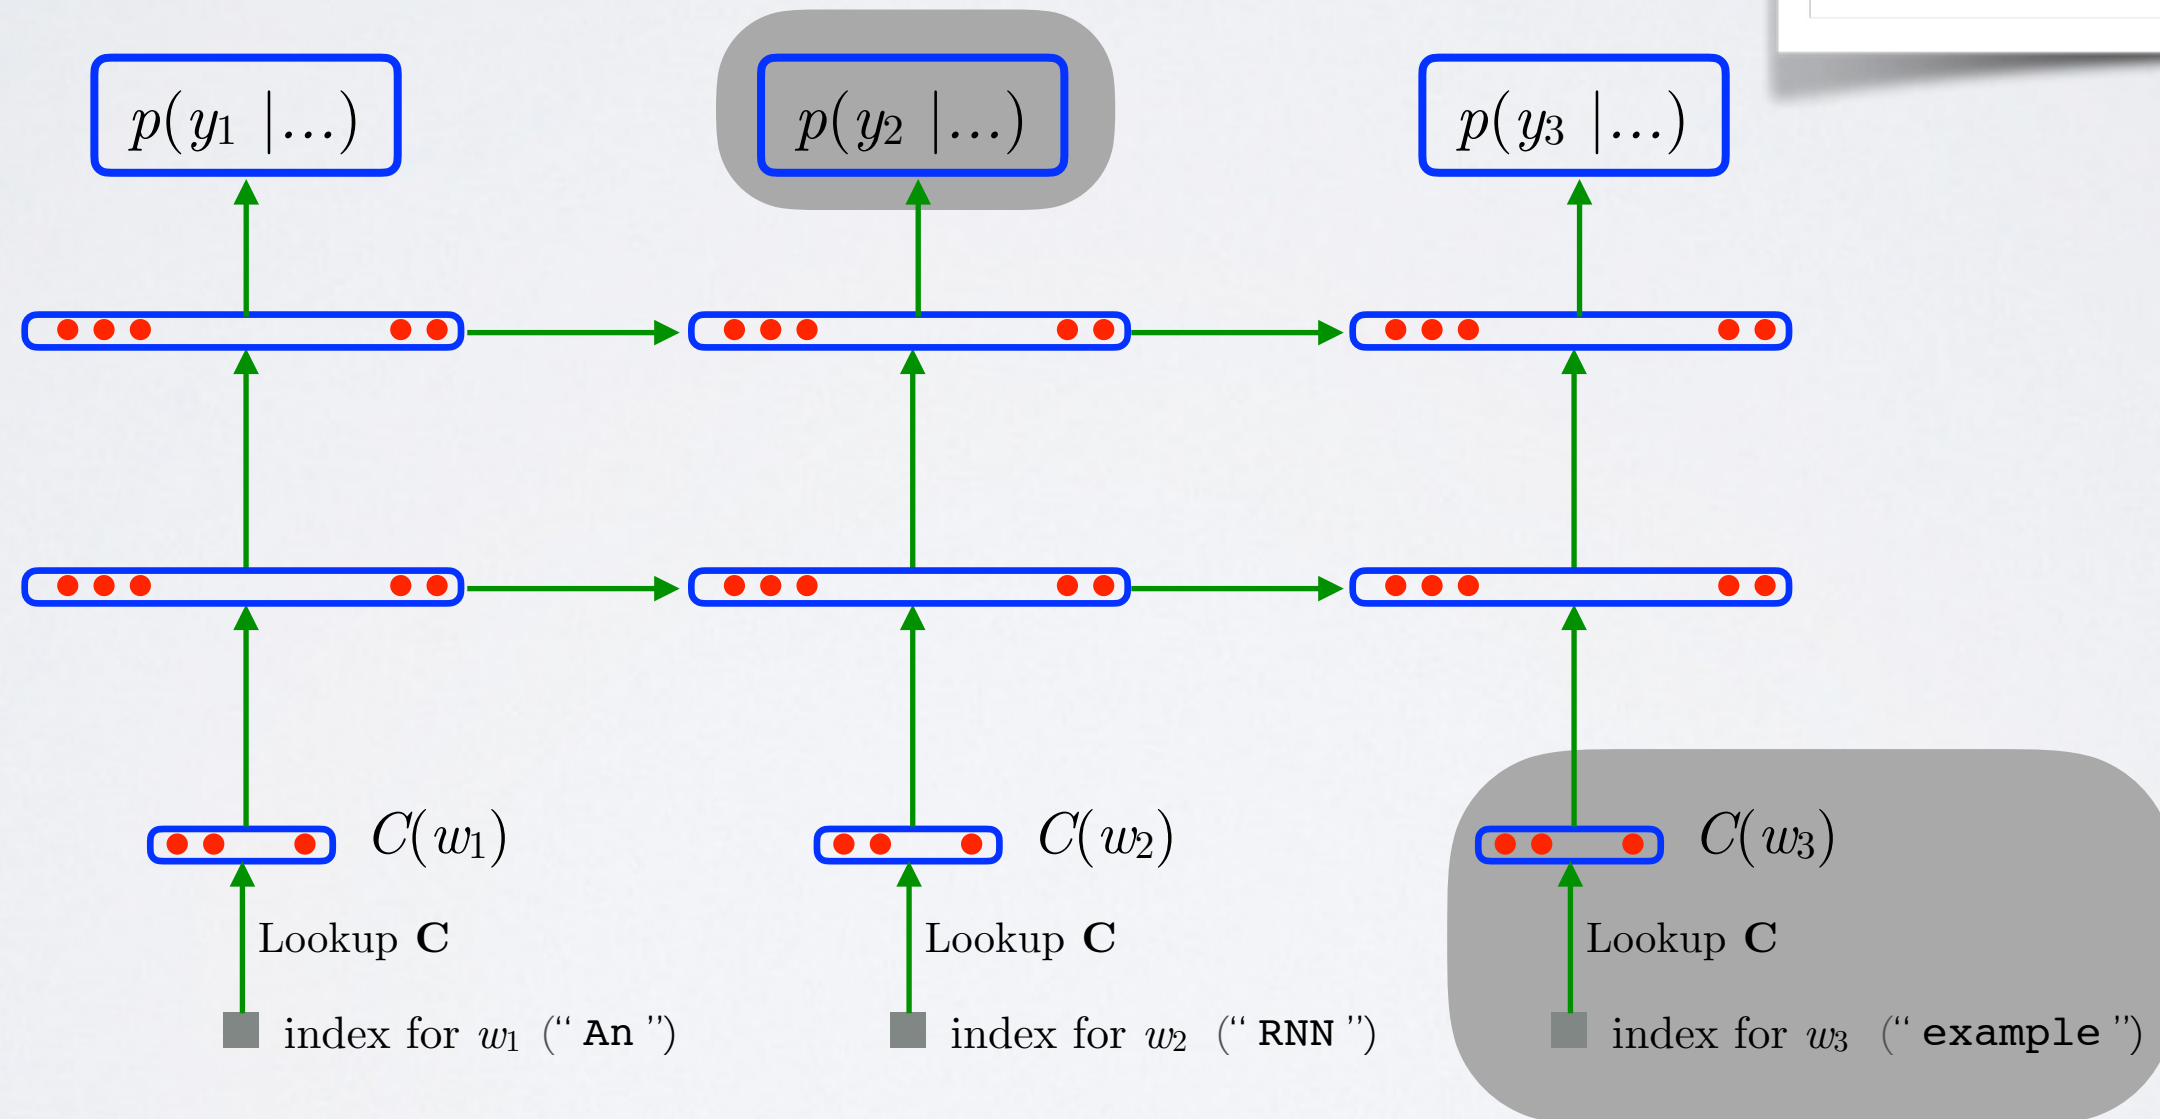 p(y₁ |...)
p(y₂ |...)
p(y₃ |...)
C(w₁)
C(w₂)
C(w₃)
Lookup C
Lookup C
Lookup C
index for w₁ (“ An ”)
index for w₂ (“ RNN ”)
index for w₃ (“ example ”)